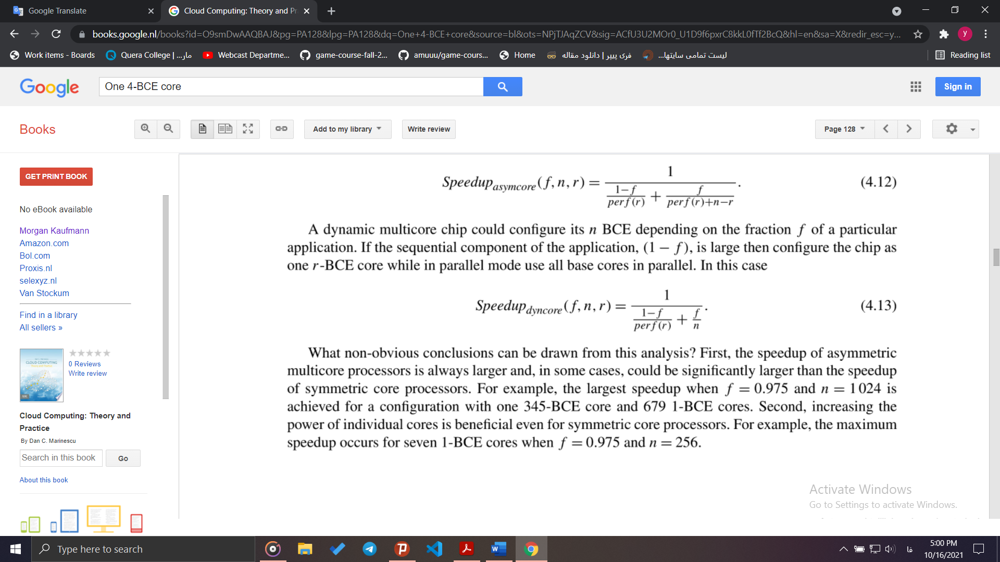 Google Translate
Cloud Computing: Theory and Pr
books.google.nl/books?id=O9smDwAAQBAJ&pg=PA128&lpg=PA128&dq=One+4-BCE+core&source=bl&ots=NPjTJAqZCV&sig=ACfU3U2MOr0_U1D9f6pxrC8kkL0fTf2BcQ&hl=en&sa=X&redir_esc=y...
y
Work items - Boards
Quera College | مار...
Webcast Departme...
game-course-fall-2...
amuuu/game-cours...
Home
فری پیپر | دانلود مقاله
لیست تمامی سایتها...
Reading list
Google
One 4-BCE core
Sign in
Books
Add to my library
Write review
Page 128
GET PRINT BOOK
No eBook available
Morgan Kaufmann
Amazon.com
Bol.com
Proxis.nl
selexyz.nl
Van Stockum
Find in a library
All sellers »
CLOUD COMPUTING
MK
0 Reviews
Write review
Cloud Computing: Theory and
Practice
By Dan C. Marinescu
Search in this book
Go
About this book
Speedup_asymcore(f, n, r) = 1 / ((1−f)/perf(r) + f/(perf(r)+n−r)). (4.12)
A dynamic multicore chip could configure its n BCE depending on the fraction f of a particular
application. If the sequential component of the application, (1 − f), is large then configure the chip as
one r-BCE core while in parallel mode use all base cores in parallel. In this case
Speedup_dyncore(f, n, r) = 1 / ((1−f)/perf(r) + f/n). (4.13)
What non-obvious conclusions can be drawn from this analysis? First, the speedup of asymmetric
multicore processors is always larger and, in some cases, could be significantly larger than the speedup
of symmetric core processors. For example, the largest speedup when f = 0.975 and n = 1024 is
achieved for a configuration with one 345-BCE core and 679 1-BCE cores. Second, increasing the
power of individual cores is beneficial even for symmetric core processors. For example, the maximum
speedup occurs for seven 1-BCE cores when f = 0.975 and n = 256.
Activate Windows
Go to Settings to activate Windows.
Type here to search
فا
5:00 PM
10/16/2021